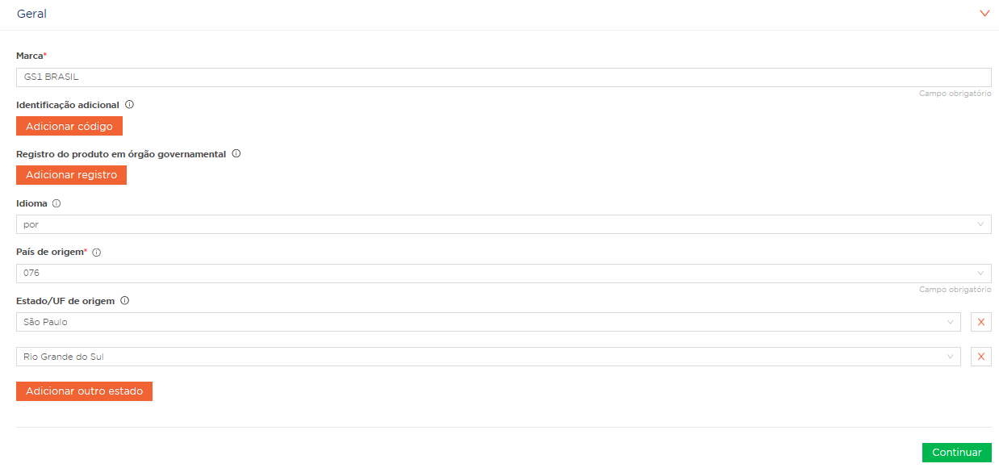 Geral
Marca*
GS1 BRASIL
Campo obrigatório
Identificação adicional
Adicionar código
Registro do produto em órgão governamental
Adicionar registro
Idioma
por
País de origem*
076
Campo obrigatório
Estado/UF de origem
São Paulo
Rio Grande do Sul
Adicionar outro estado
Continuar